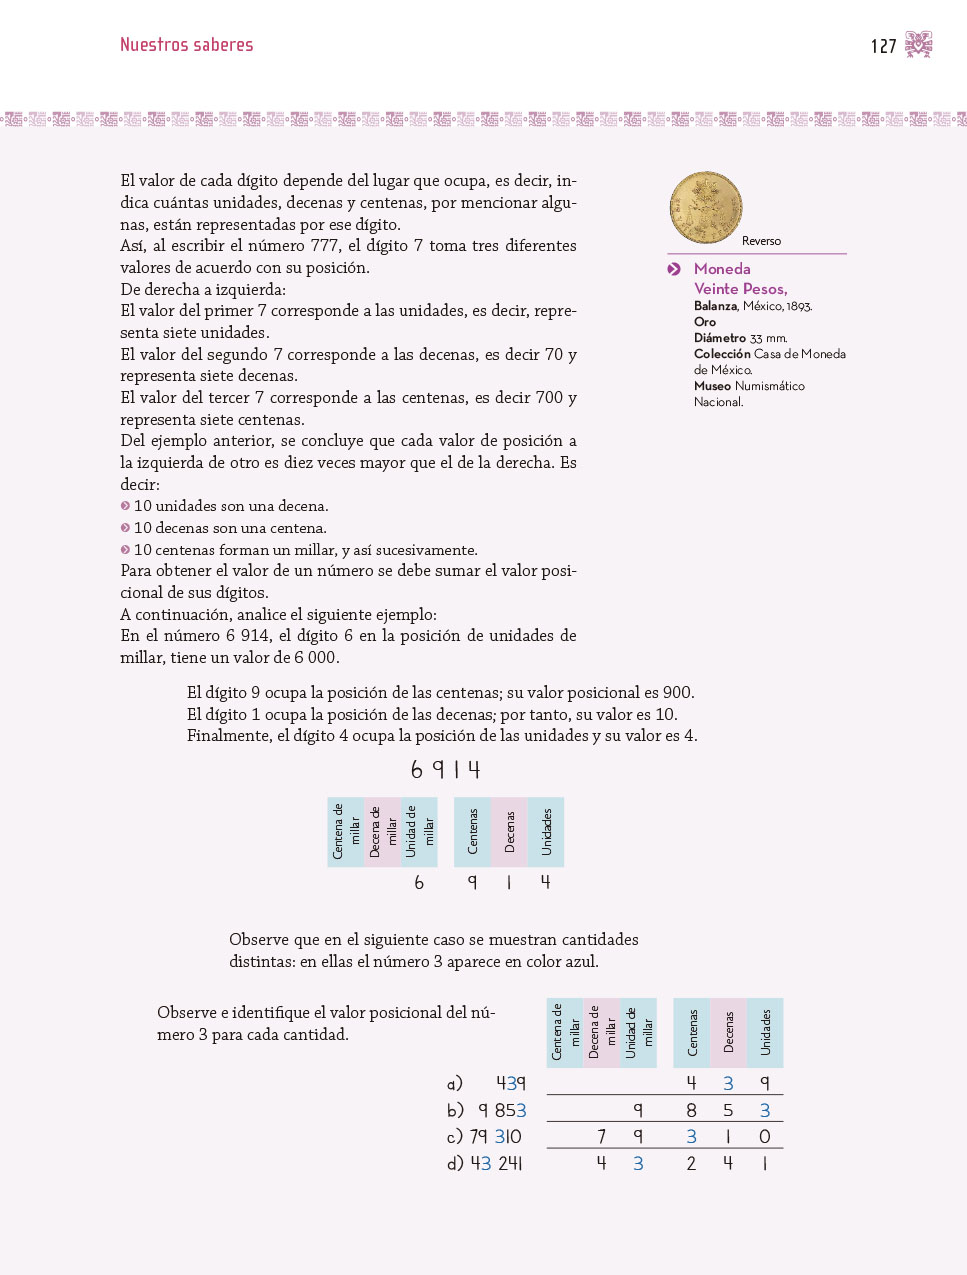 Nuestros saberes
127
El valor de cada dígito depende del lugar que ocupa, es decir, in-
dica cuántas unidades, decenas y centenas, por mencionar algu-
nas, están representadas por ese dígito.
Así, al escribir el número 777, el dígito 7 toma tres diferentes
valores de acuerdo con su posición.
De derecha a izquierda:
El valor del primer 7 corresponde a las unidades, es decir, repre-
senta siete unidades.
El valor del segundo 7 corresponde a las decenas, es decir 70 y
representa siete decenas.
El valor del tercer 7 corresponde a las centenas, es decir 700 y
representa siete centenas.
Del ejemplo anterior, se concluye que cada valor de posición a
la izquierda de otro es diez veces mayor que el de la derecha. Es
decir:
10 unidades son una decena.
10 decenas son una centena.
10 centenas forman un millar, y así sucesivamente.
Para obtener el valor de un número se debe sumar el valor posi-
cional de sus dígitos.
A continuación, analice el siguiente ejemplo:
En el número 6 914, el dígito 6 en la posición de unidades de
millar, tiene un valor de 6 000.
Reverso
Moneda
Veinte Pesos,
Balanza, México, 1893.
Oro
Diámetro 33 mm.
Colección Casa de Moneda
de México.
Museo Numismático
Nacional.
El dígito 9 ocupa la posición de las centenas; su valor posicional es 900.
El dígito 1 ocupa la posición de las decenas; por tanto, su valor es 10.
Finalmente, el dígito 4 ocupa la posición de las unidades y su valor es 4.
6 9 1 4
Centena de millar
Decena de millar
Unidad de millar
Centenas
Decenas
Unidades
6 9 1 4
Observe que en el siguiente caso se muestran cantidades
distintas: en ellas el número 3 aparece en color azul.
Observe e identifique el valor posicional del nú-
mero 3 para cada cantidad.
Centena de millar
Decena de millar
Unidad de millar
Centenas
Decenas
Unidades
a) 439 4 3 9
b) 9 853 9 8 5 3
c) 79 310 7 9 3 1 0
d) 43 241 4 3 2 4 1